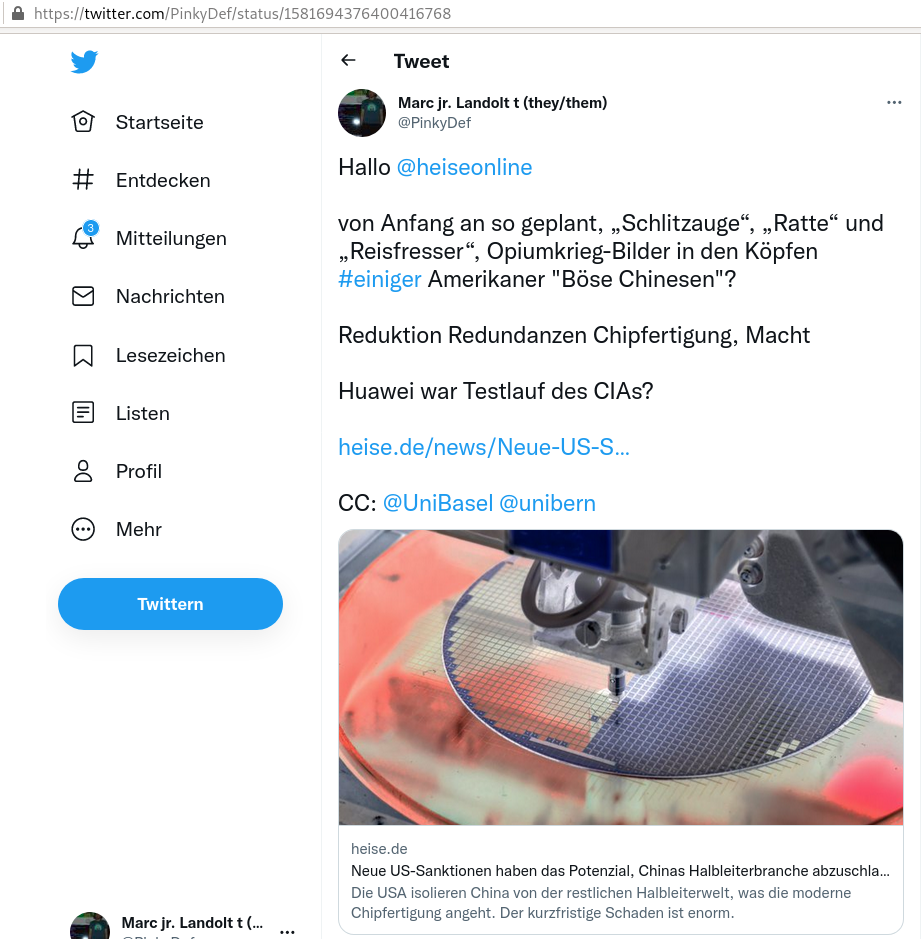 https://twitter.com/PinkyDef/status/1581694376400416768
Startseite
Entdecken
3
Mitteilungen
Nachrichten
Lesezeichen
Listen
Profil
Mehr
Twittern
Marc jr. Landolt t (...
Tweet
Marc jr. Landolt t (they/them)
@PinkyDef
Hallo @heiseonline
von Anfang an so geplant, „Schlitzauge“, „Ratte“ und
„Reisfresser“, Opiumkrieg-Bilder in den Köpfen
#einiger Amerikaner "Böse Chinesen"?
Reduktion Redundanzen Chipfertigung, Macht
Huawei war Testlauf des CIAs?
heise.de/news/Neue-US-S...
CC: @UniBasel @unibern
heise.de
Neue US-Sanktionen haben das Potenzial, Chinas Halbleiterbranche abzuschla...
Die USA isolieren China von der restlichen Halbleiterwelt, was die moderne
Chipfertigung angeht. Der kurzfristige Schaden ist enorm.